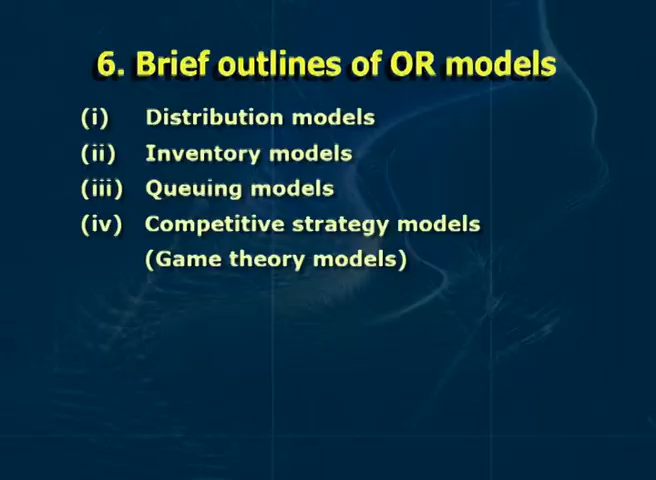 6. Brief outlines of OR models
(i) Distribution models
(ii) Inventory models
(iii) Queuing models
(iv) Competitive strategy models
(Game theory models)